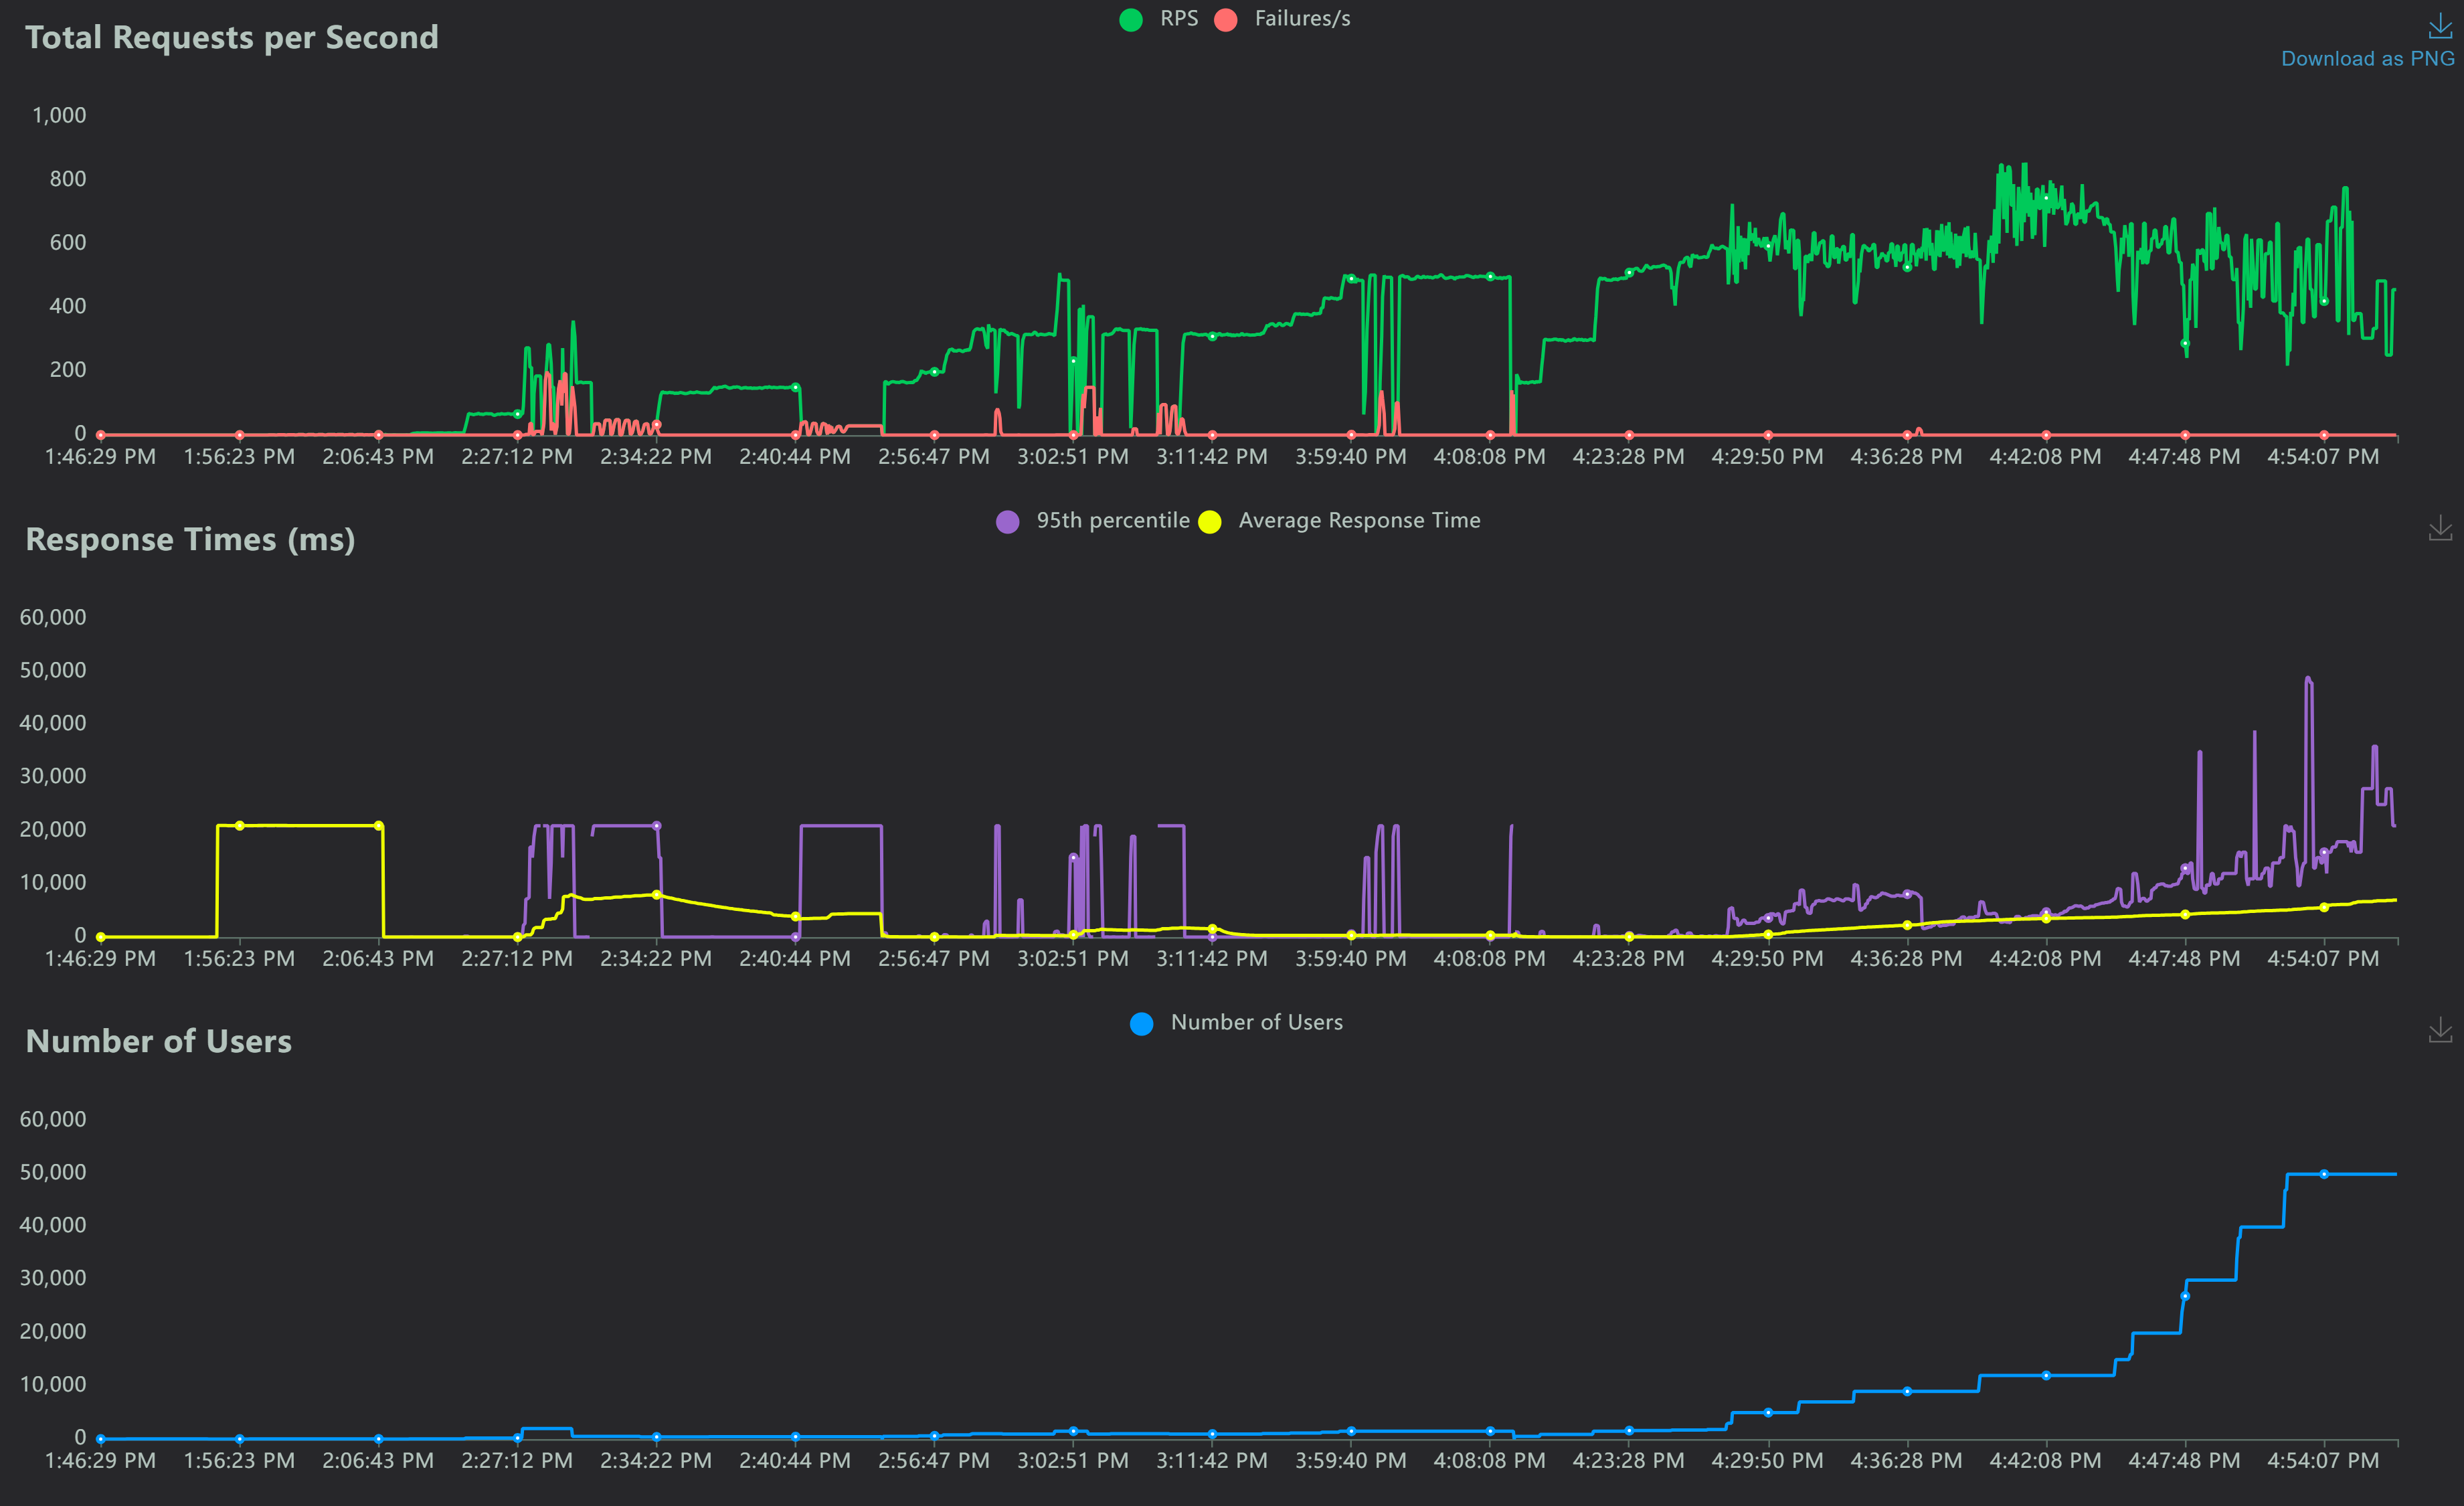 Total Requests per Second
RPS Failures/s
Download as PNG
1,000
800
600
400
200
0
1:46:29 PM 1:56:23 PM 2:06:43 PM 2:27:12 PM 2:34:22 PM 2:40:44 PM 2:56:47 PM 3:02:51 PM 3:11:42 PM 3:59:40 PM 4:08:08 PM 4:23:28 PM 4:29:50 PM 4:36:28 PM 4:42:08 PM 4:47:48 PM 4:54:07 PM
Response Times (ms)
95th percentile Average Response Time
60,000
50,000
40,000
30,000
20,000
10,000
0
1:46:29 PM 1:56:23 PM 2:06:43 PM 2:27:12 PM 2:34:22 PM 2:40:44 PM 2:56:47 PM 3:02:51 PM 3:11:42 PM 3:59:40 PM 4:08:08 PM 4:23:28 PM 4:29:50 PM 4:36:28 PM 4:42:08 PM 4:47:48 PM 4:54:07 PM
Number of Users
Number of Users
60,000
50,000
40,000
30,000
20,000
10,000
0
1:46:29 PM 1:56:23 PM 2:06:43 PM 2:27:12 PM 2:34:22 PM 2:40:44 PM 2:56:47 PM 3:02:51 PM 3:11:42 PM 3:59:40 PM 4:08:08 PM 4:23:28 PM 4:29:50 PM 4:36:28 PM 4:42:08 PM 4:47:48 PM 4:54:07 PM